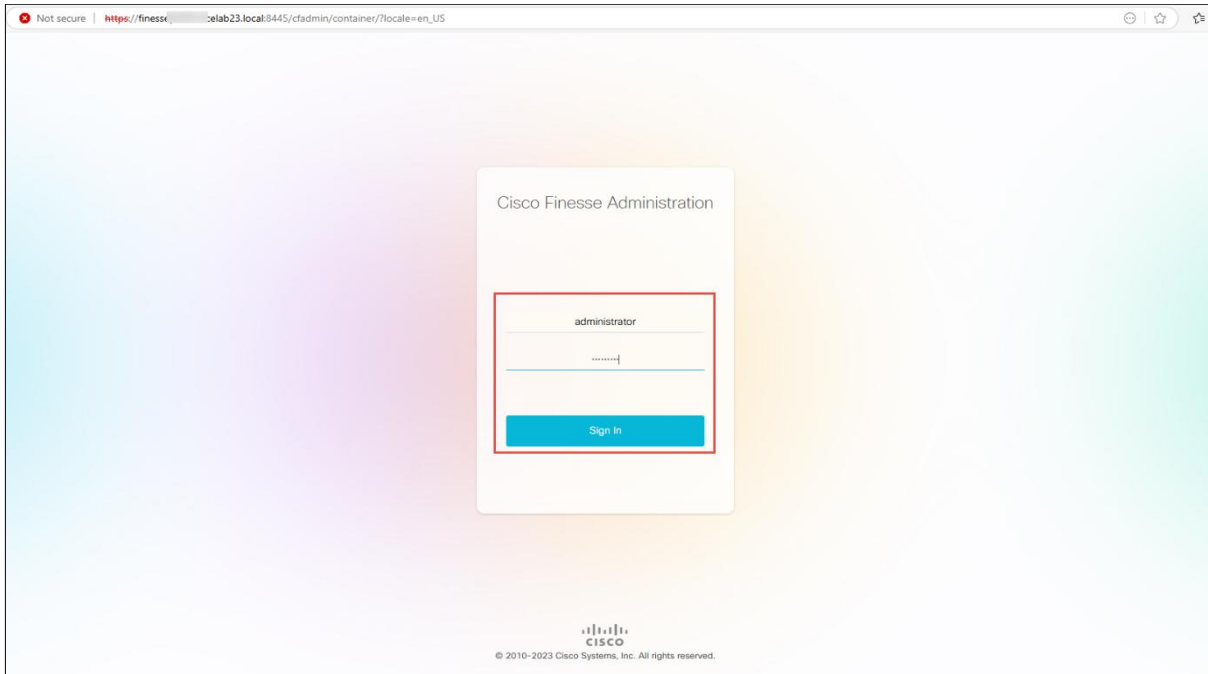 Not secure https://finesse elab23.local:8445/cfadmin/container/?locale=en_US
Cisco Finesse Administration
administrator
Sign In
CISCO
© 2010-2023 Cisco Systems, Inc. All rights reserved.